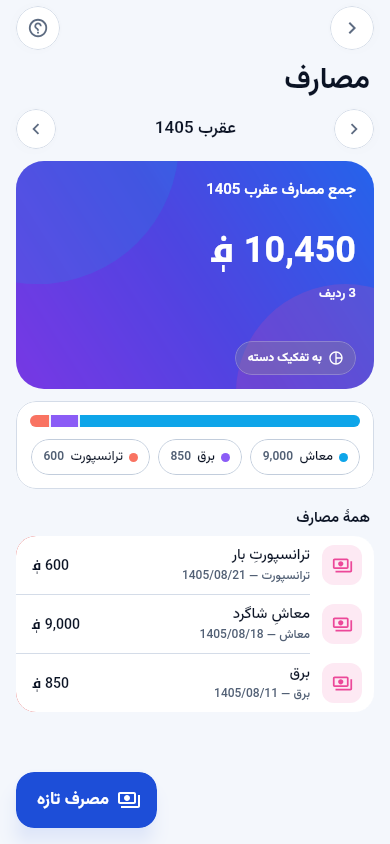 مصارف
عقرب 1405
جمع مصارف عقرب 1405
10,450 ؋
3 ردیف
به تفکیک دسته
معاش 9,000
برق 850
ترانسپورت 600
همهٔ مصارف
ترانسپورتِ بار
600 ؋
ترانسپورت — 1405/08/21
معاشِ شاگرد
9,000 ؋
معاش — 1405/08/18
برق
850 ؋
برق — 1405/08/11
مصرف تازه